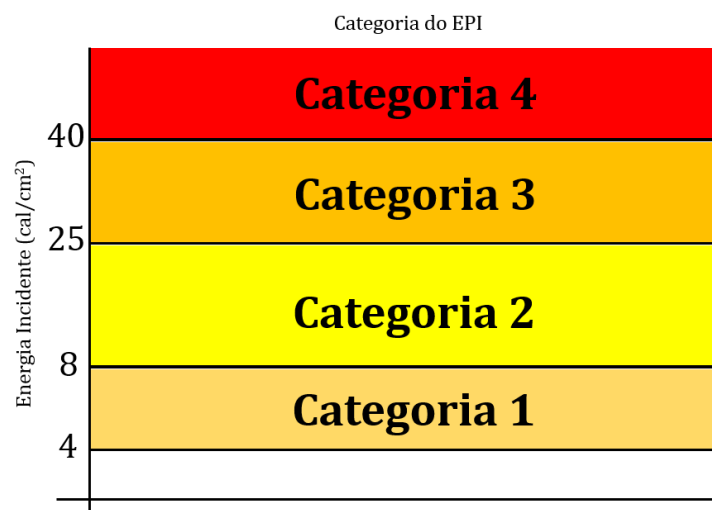 Categoria do EPI
Categoria 4
40
Categoria 3
25
Categoria 2
8
Categoria 1
4
Energia Incidente (cal/cm²)